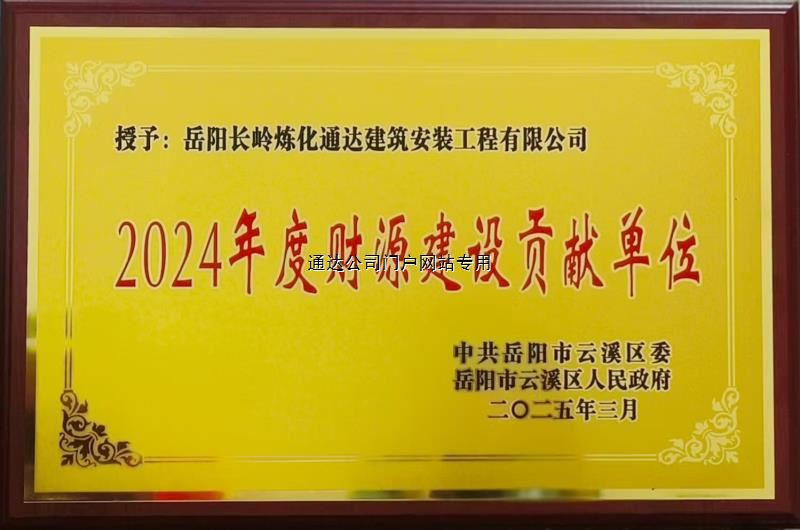 授予：岳阳长岭炼化通达建筑安装工程有限公司
2024年度财源建设贡献单位
通达公司门户网站专用
中共岳阳市云溪区委
岳阳市云溪区人民政府
二〇二五年三月